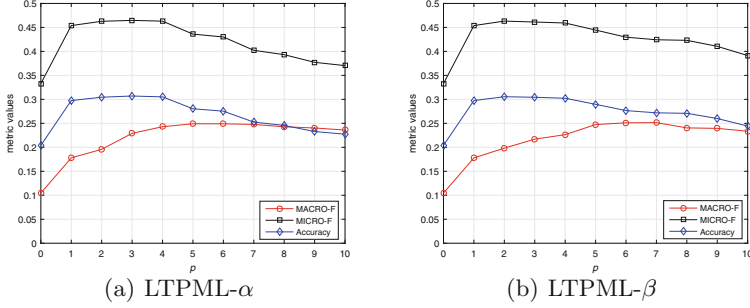 0.5
0.45
0.4
0.35
0.3
0.25
0.2
0.15
0.1
0.05
0
metric values
0 1 2 3 4 5 6 7 8 9 10
p
MACRO-F
MICRO-F
Accuracy
(a) LTPML-α
0.5
0.45
0.4
0.35
0.3
0.25
0.2
0.15
0.1
0.05
0
metric values
0 1 2 3 4 5 6 7 8 9 10
p
MACRO-F
MICRO-F
Accuracy
(b) LTPML-β